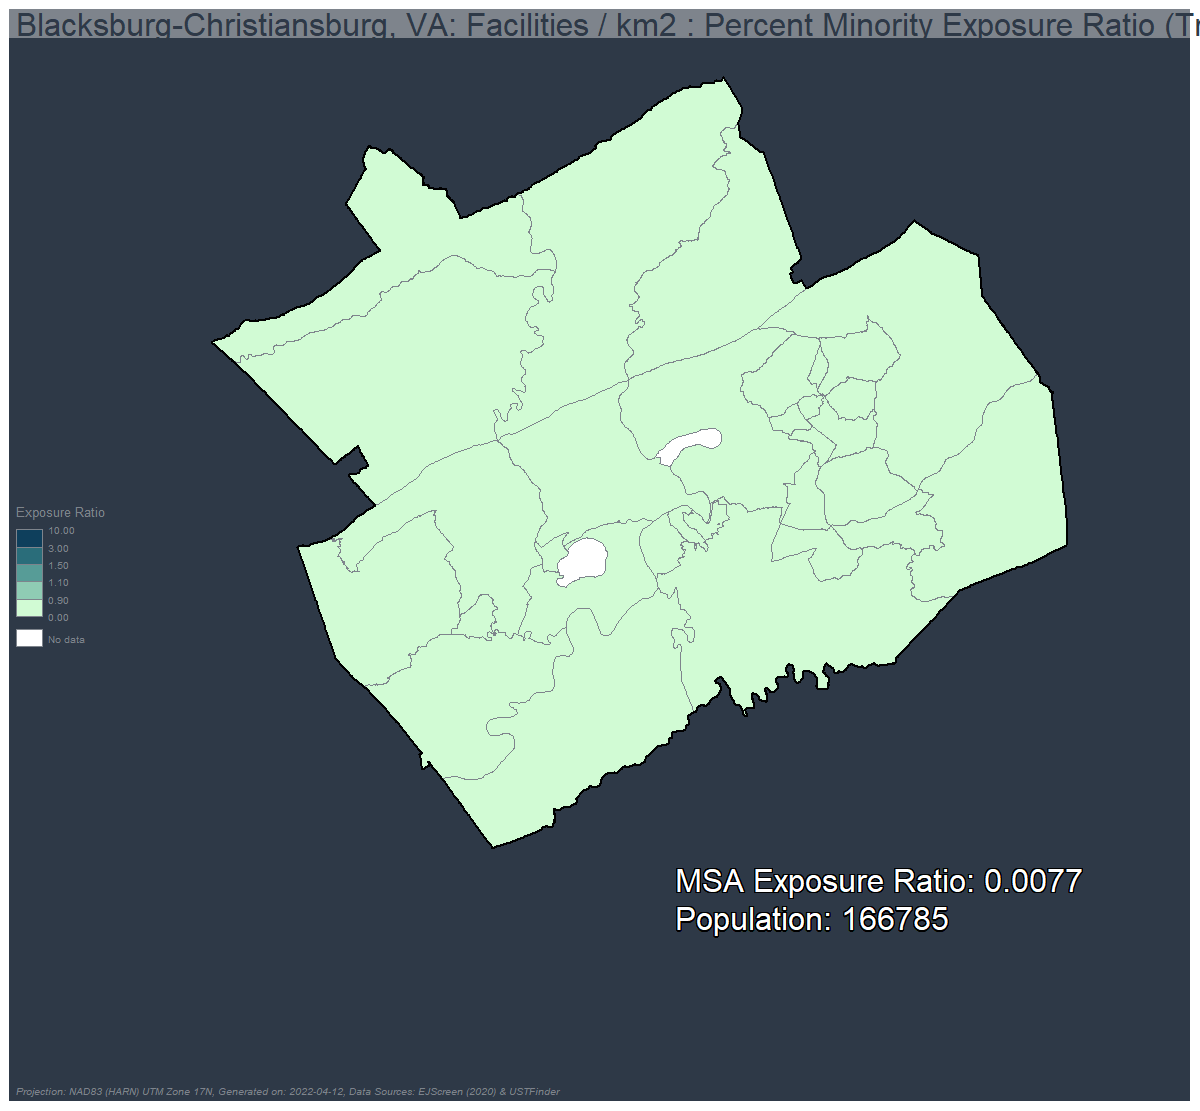 Blacksburg-Christiansburg, VA: Facilities / km2 : Percent Minority Exposure Ratio (Tr
Exposure Ratio
10.00
3.00
1.50
1.10
0.90
0.00
No data
MSA Exposure Ratio: 0.0077
Population: 166785
Projection: NAD83 (HARN) UTM Zone 17N, Generated on: 2022-04-12, Data Sources: EJScreen (2020) & USTFinder